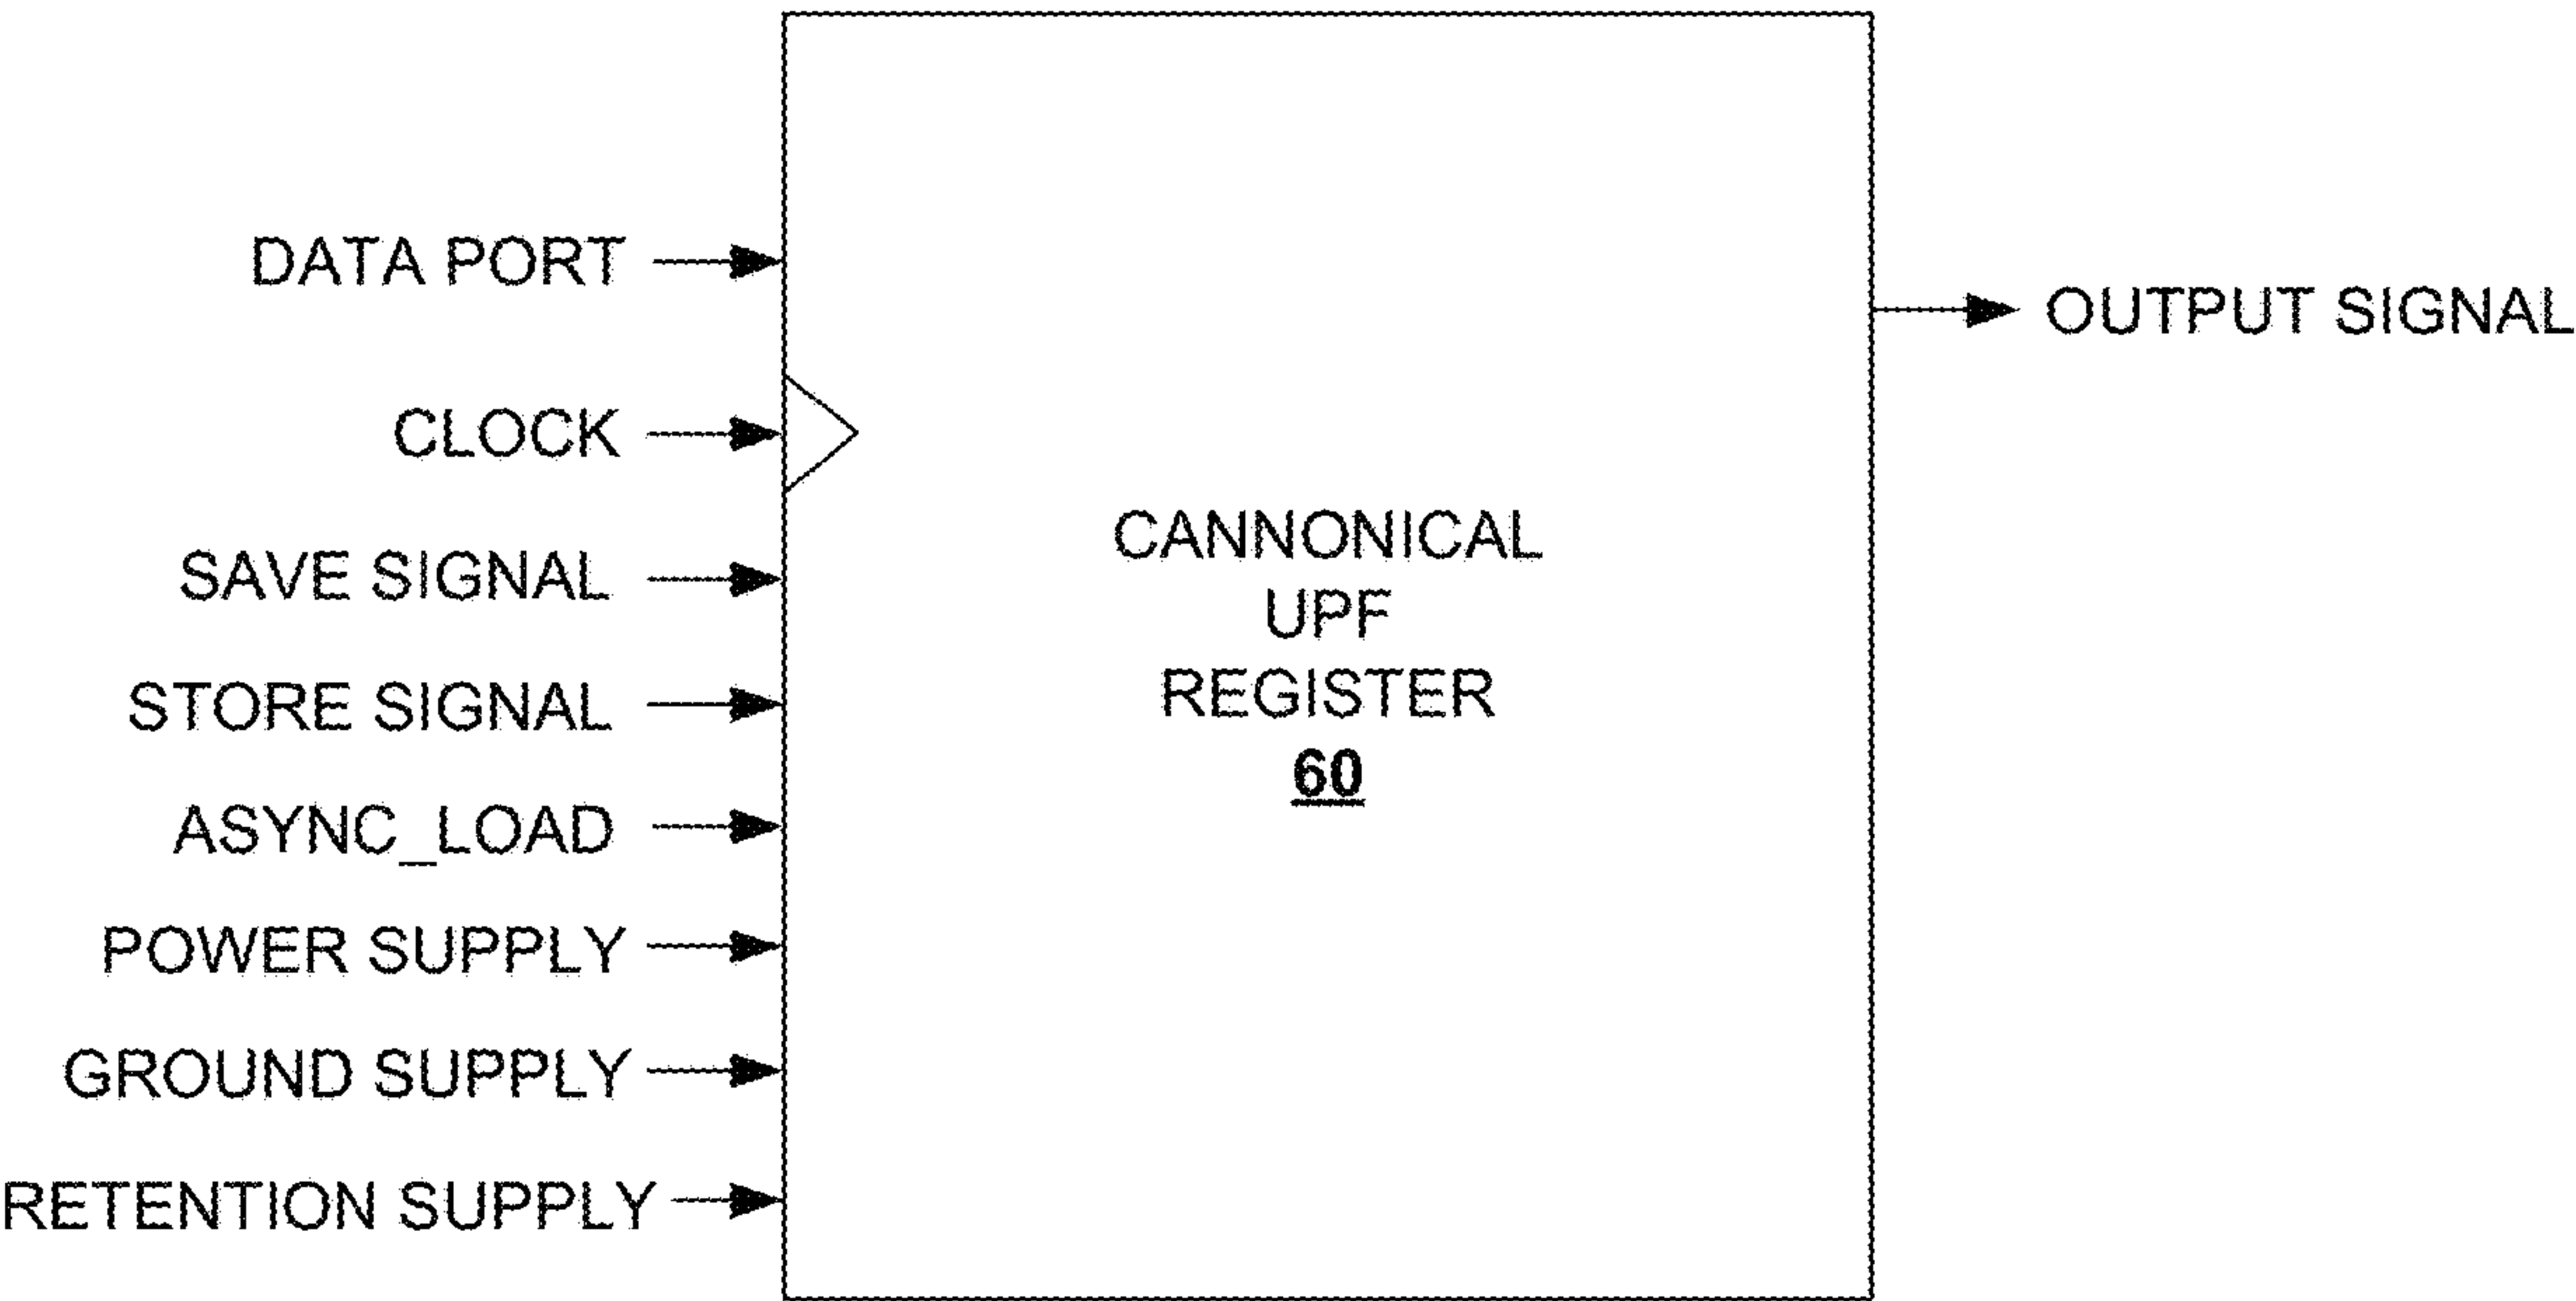 DATA PORT
CLOCK
SAVE SIGNAL
STORE SIGNAL
ASYNC_LOAD
POWER SUPPLY
GROUND SUPPLY
RETENTION SUPPLY
CANNONICAL
UPF
REGISTER
60
OUTPUT SIGNAL